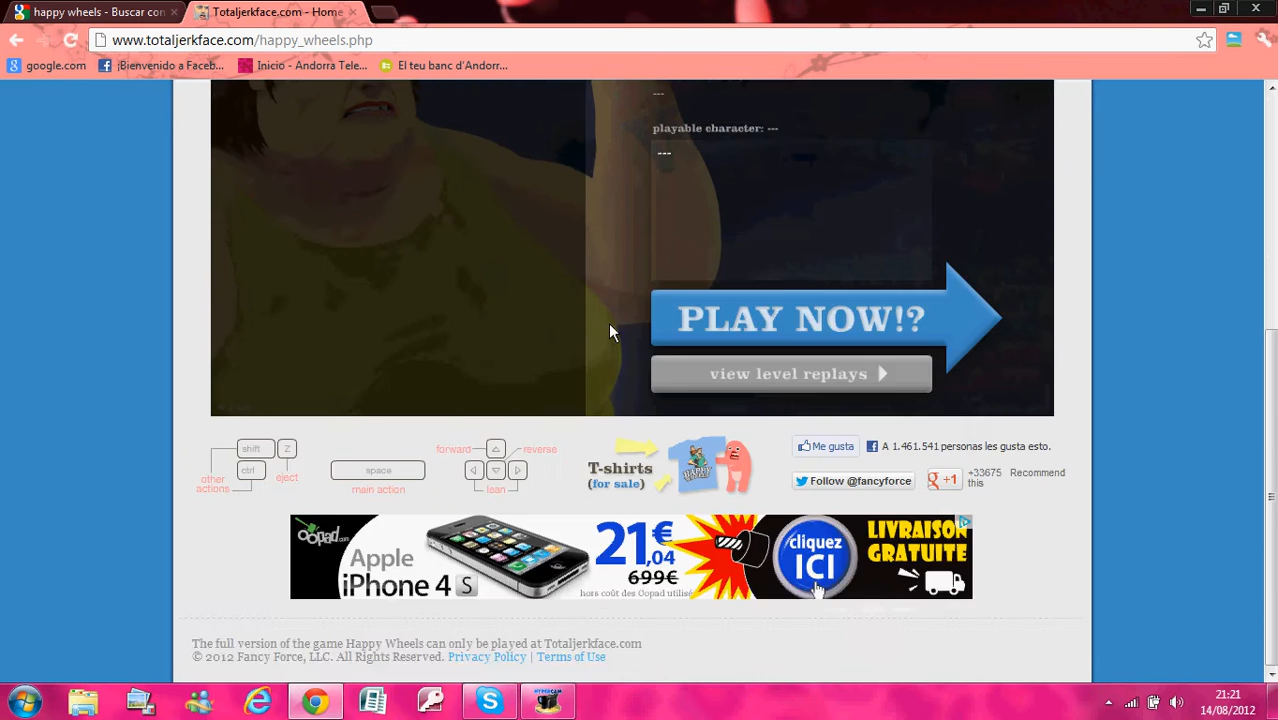 happy wheels - Buscar con
Totaljerkface.com - Home
www.totaljerkface.com/happy_wheels.php
google.com
¡Bienvenido a Faceb...
Inicio - Andorra Tele...
El teu banc d'Andorr...
---
playable character: ---
---
PLAY NOW!?
view level replays
shift
Z
ctrl
other
actions
eject
space
main action
forward
reverse
lean
T-shirts
(for sale)
Me gusta
A 1.461.541 personas les gusta esto.
Follow @fancyforce
+1
+33675 Recommend
this
oopad.com
Apple
iPhone 4 S
21€
,04
699€
hors coût des Oopad utilisés
cliquez
ICI
LIVRAISON
GRATUITE
The full version of the game Happy Wheels can only be played at Totaljerkface.com
© 2012 Fancy Force, LLC. All Rights Reserved. Privacy Policy | Terms of Use
HYPERCAM
21:21
14/08/2012